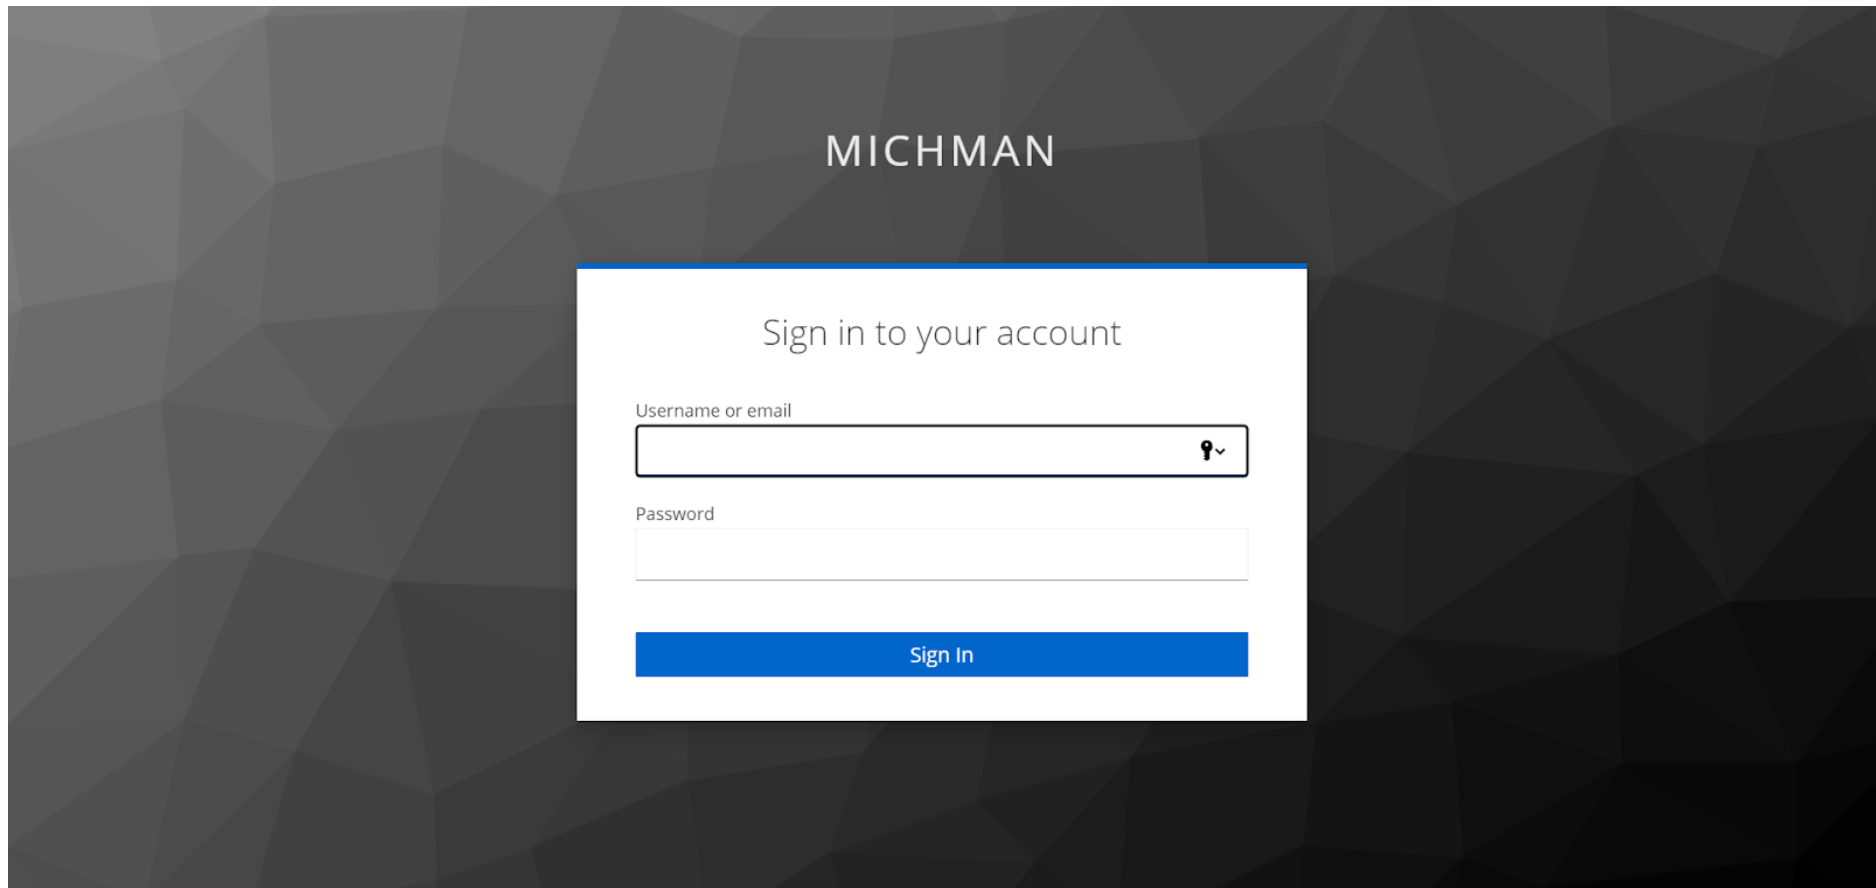 MICHMAN
Sign in to your account
Username or email
Password
Sign In